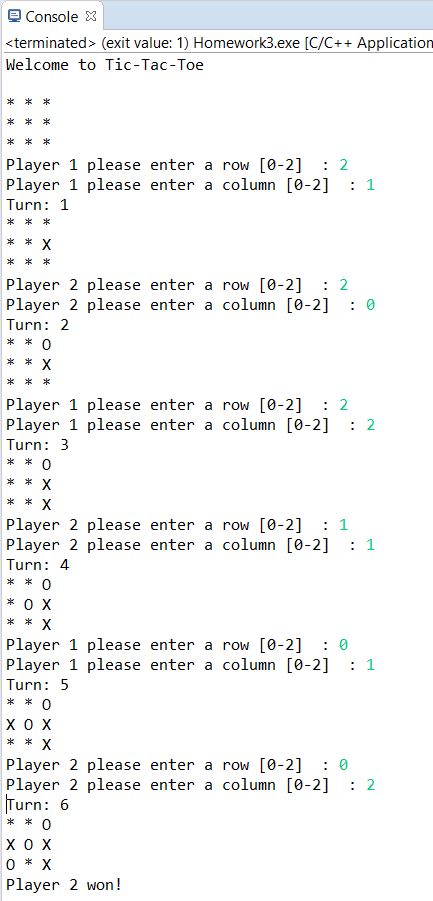 Console
<terminated> (exit value: 1) Homework3.exe [C/C++ Application
Welcome to Tic-Tac-Toe
* * *
* * *
* * *
Player 1 please enter a row [0-2]  : 2
Player 1 please enter a column [0-2]  : 1
Turn: 1
* * *
* * X
* * *
Player 2 please enter a row [0-2]  : 2
Player 2 please enter a column [0-2]  : 0
Turn: 2
* * O
* * X
* * *
Player 1 please enter a row [0-2]  : 2
Player 1 please enter a column [0-2]  : 2
Turn: 3
* * O
* * X
* * X
Player 2 please enter a row [0-2]  : 1
Player 2 please enter a column [0-2]  : 1
Turn: 4
* * O
* O X
* * X
Player 1 please enter a row [0-2]  : 0
Player 1 please enter a column [0-2]  : 1
Turn: 5
* * O
X O X
* * X
Player 2 please enter a row [0-2]  : 0
Player 2 please enter a column [0-2]  : 2
Turn: 6
* * O
X O X
O * X
Player 2 won!